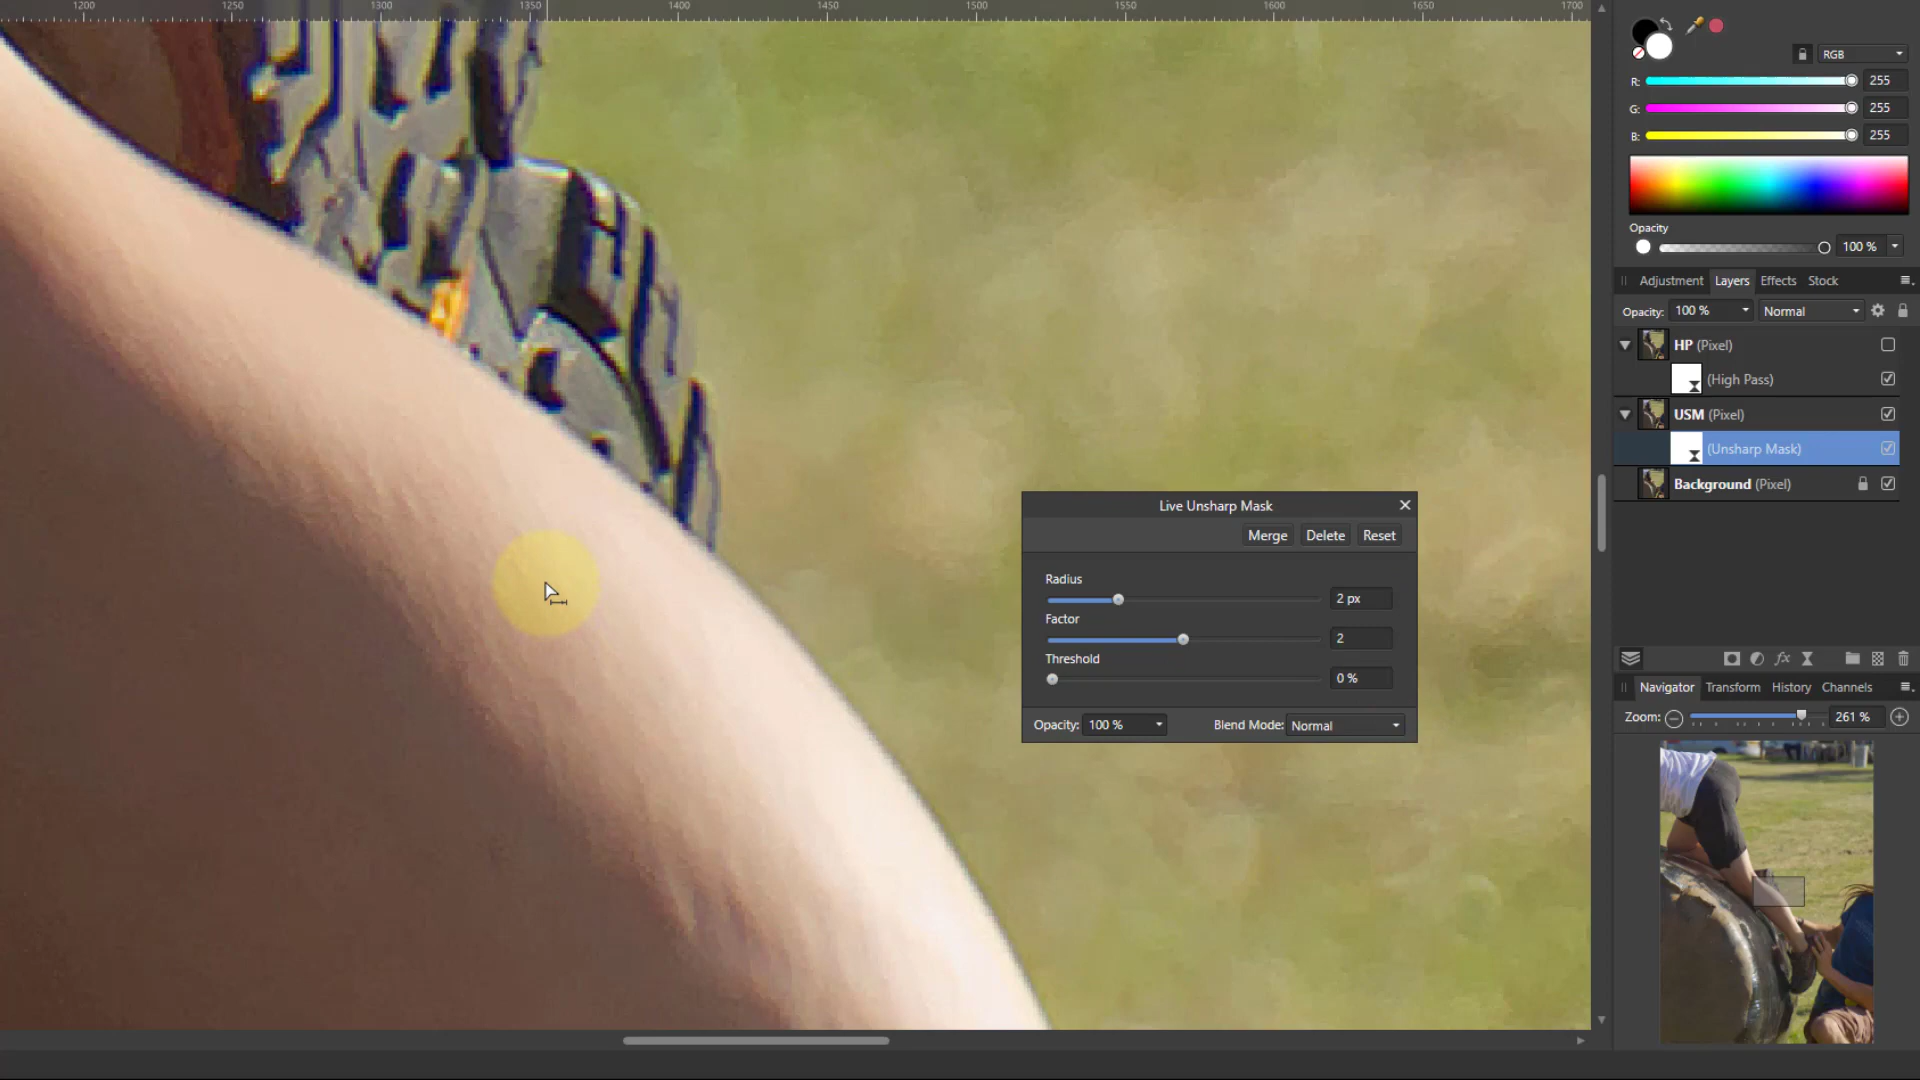 1200 1250 1300 1350 1400 1450 1500 1550 1600 1650 1700
RGB
R: 255
G: 255
B: 255
Opacity
100 %
Adjustment Layers Effects Stock
Opacity: 100 % Normal
HP (Pixel)
(High Pass)
USM (Pixel)
(Unsharp Mask)
Background (Pixel)
fx
Live Unsharp Mask
Merge Delete Reset
Radius
2 px
Factor
2
Threshold
0 %
Opacity: 100 % Blend Mode: Normal
Navigator Transform History Channels
Zoom: 261 %